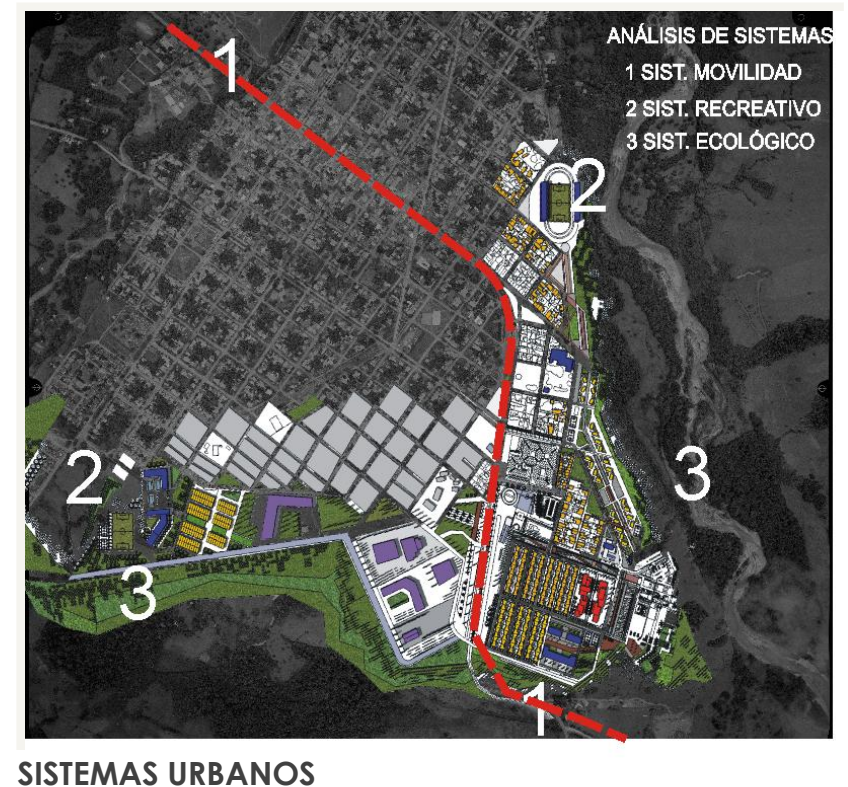 ANÁLISIS DE SISTEMAS
1 SIST. MOVILIDAD
2 SIST. RECREATIVO
3 SIST. ECOLÓGICO
1
2
3
2
3
1
SISTEMAS URBANOS